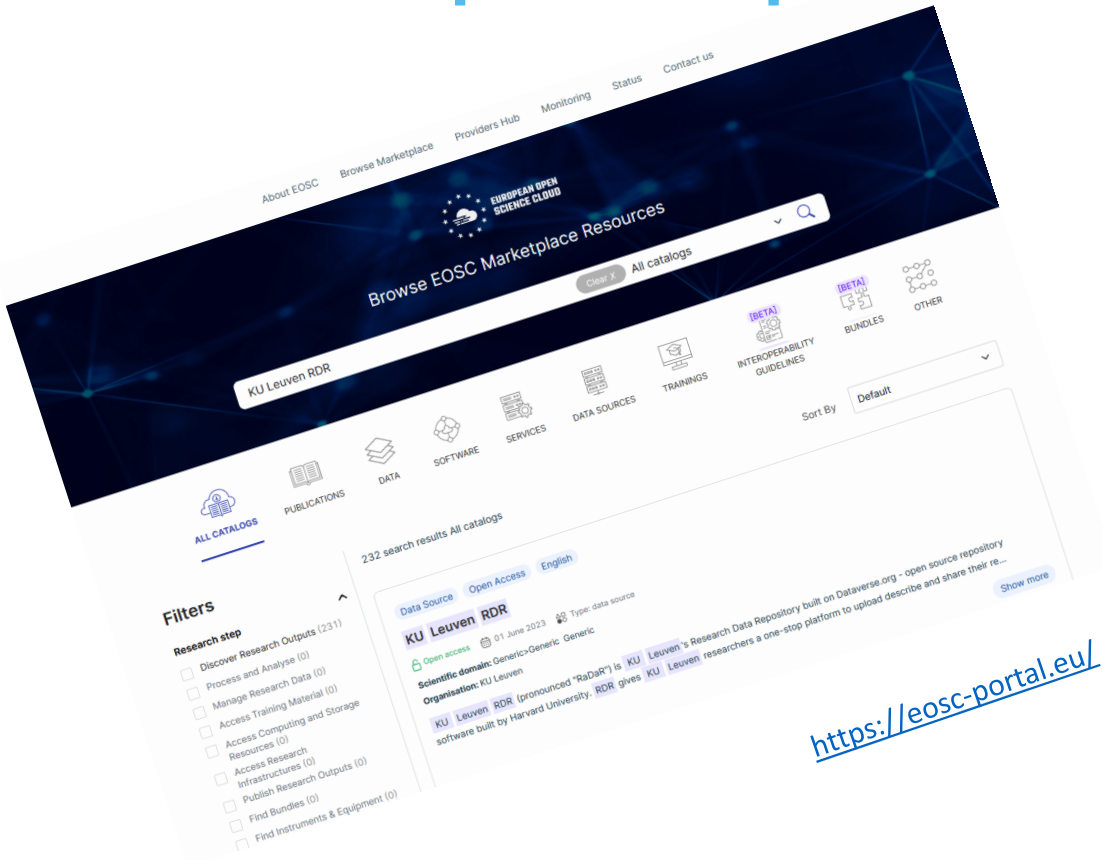 About EOSC Browse Marketplace Providers Hub Monitoring Status Contact us
EUROPEAN OPEN
SCIENCE CLOUD
Browse EOSC Marketplace Resources
KU Leuven RDR Clear X All catalogs
ALL CATALOGS
PUBLICATIONS
DATA
SOFTWARE
SERVICES
DATA SOURCES
TRAININGS
[BETA]
INTEROPERABILITY
GUIDELINES
[BETA]
BUNDLES
OTHER
Sort By Default
232 search results All catalogs
Filters
Research step
Discover Research Outputs (231)
Process and Analyse (0)
Manage Research Data (0)
Access Training Material (0)
Access Computing and Storage
Resources (0)
Access Research
Infrastructures (0)
Publish Research Outputs (0)
Find Bundles (0)
Find Instruments & Equipment (0)
Data Source Open Access English
KU Leuven RDR
Open access 01 June 2023 Type: data source
Scientific domain: Generic>Generic Generic
Organisation: KU Leuven
KU Leuven RDR (pronounced "RaDaR") is KU Leuven's Research Data Repository built on Dataverse.org - open source repository
software built by Harvard University. RDR gives KU Leuven researchers a one-stop platform to upload describe and share their re...
Show more
https://eosc-portal.eu/